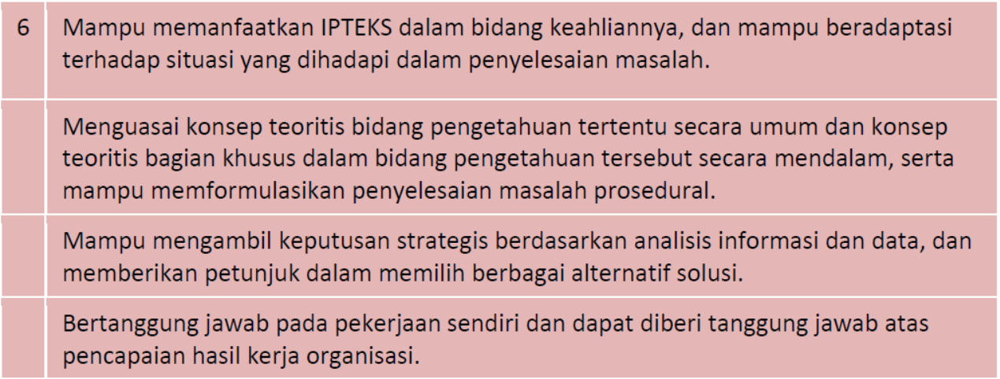 6 Mampu memanfaatkan IPTEKS dalam bidang keahliannya, dan mampu beradaptasi
terhadap situasi yang dihadapi dalam penyelesaian masalah.
Menguasai konsep teoritis bidang pengetahuan tertentu secara umum dan konsep
teoritis bagian khusus dalam bidang pengetahuan tersebut secara mendalam, serta
mampu memformulasikan penyelesaian masalah prosedural.
Mampu mengambil keputusan strategis berdasarkan analisis informasi dan data, dan
memberikan petunjuk dalam memilih berbagai alternatif solusi.
Bertanggung jawab pada pekerjaan sendiri dan dapat diberi tanggung jawab atas
pencapaian hasil kerja organisasi.